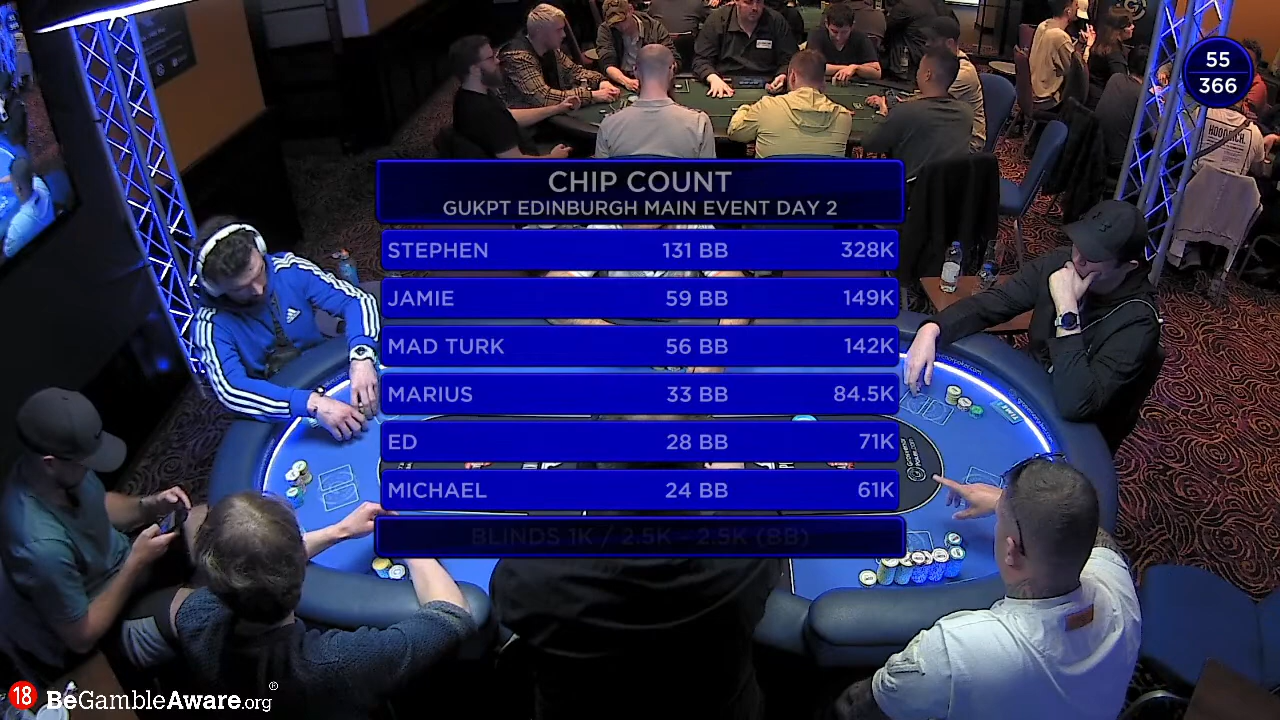 55
366
CHIP COUNT
GUKPT EDINBURGH MAIN EVENT DAY 2
STEPHEN 131 BB 328K
JAMIE 59 BB 149K
MAD TURK 56 BB 142K
MARIUS 33 BB 84.5K
ED 28 BB 71K
MICHAEL 24 BB 61K
BLINDS 1K / 2.5K - 2.5K (BB)
TIME
18 BeGambleAware.org®